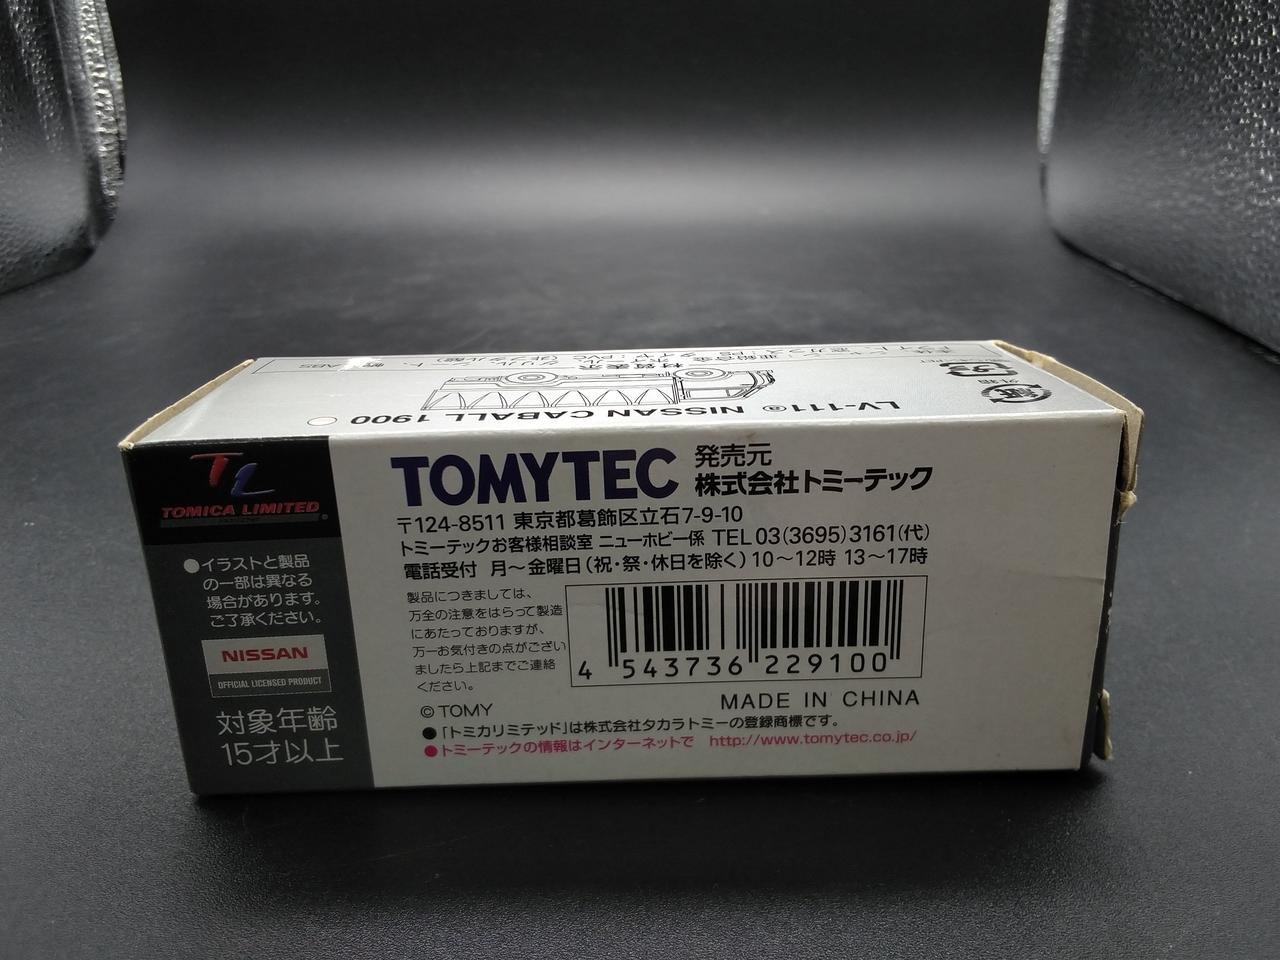 LV-111ⓐ NISSAN CABALL 1900
材質表示
外箱
紙
TL
TOMICA LIMITED
●イラストと製品
の一部は異なる
場合があります。
ご了承ください。
NISSAN
OFFICIAL LICENSED PRODUCT
対象年齢
15才以上
TOMYTEC
発売元
株式会社トミーテック
〒124-8511 東京都葛飾区立石7-9-10
トミーテックお客様相談室 ニューホビー係 TEL 03(3695)3161(代)
電話受付 月～金曜日(祝・祭・休日を除く)10～12時 13～17時
製品につきましては、
万全の注意をはらって製造
にあたっておりますが、
万一お気付きの点がござい
ましたら上記までご連絡
ください。
4 543736 229100
©TOMY
MADE IN CHINA
●「トミカリミテッド」は株式会社タカラトミーの登録商標です。
●トミーテックの情報はインターネットで http://www.tomytec.co.jp/